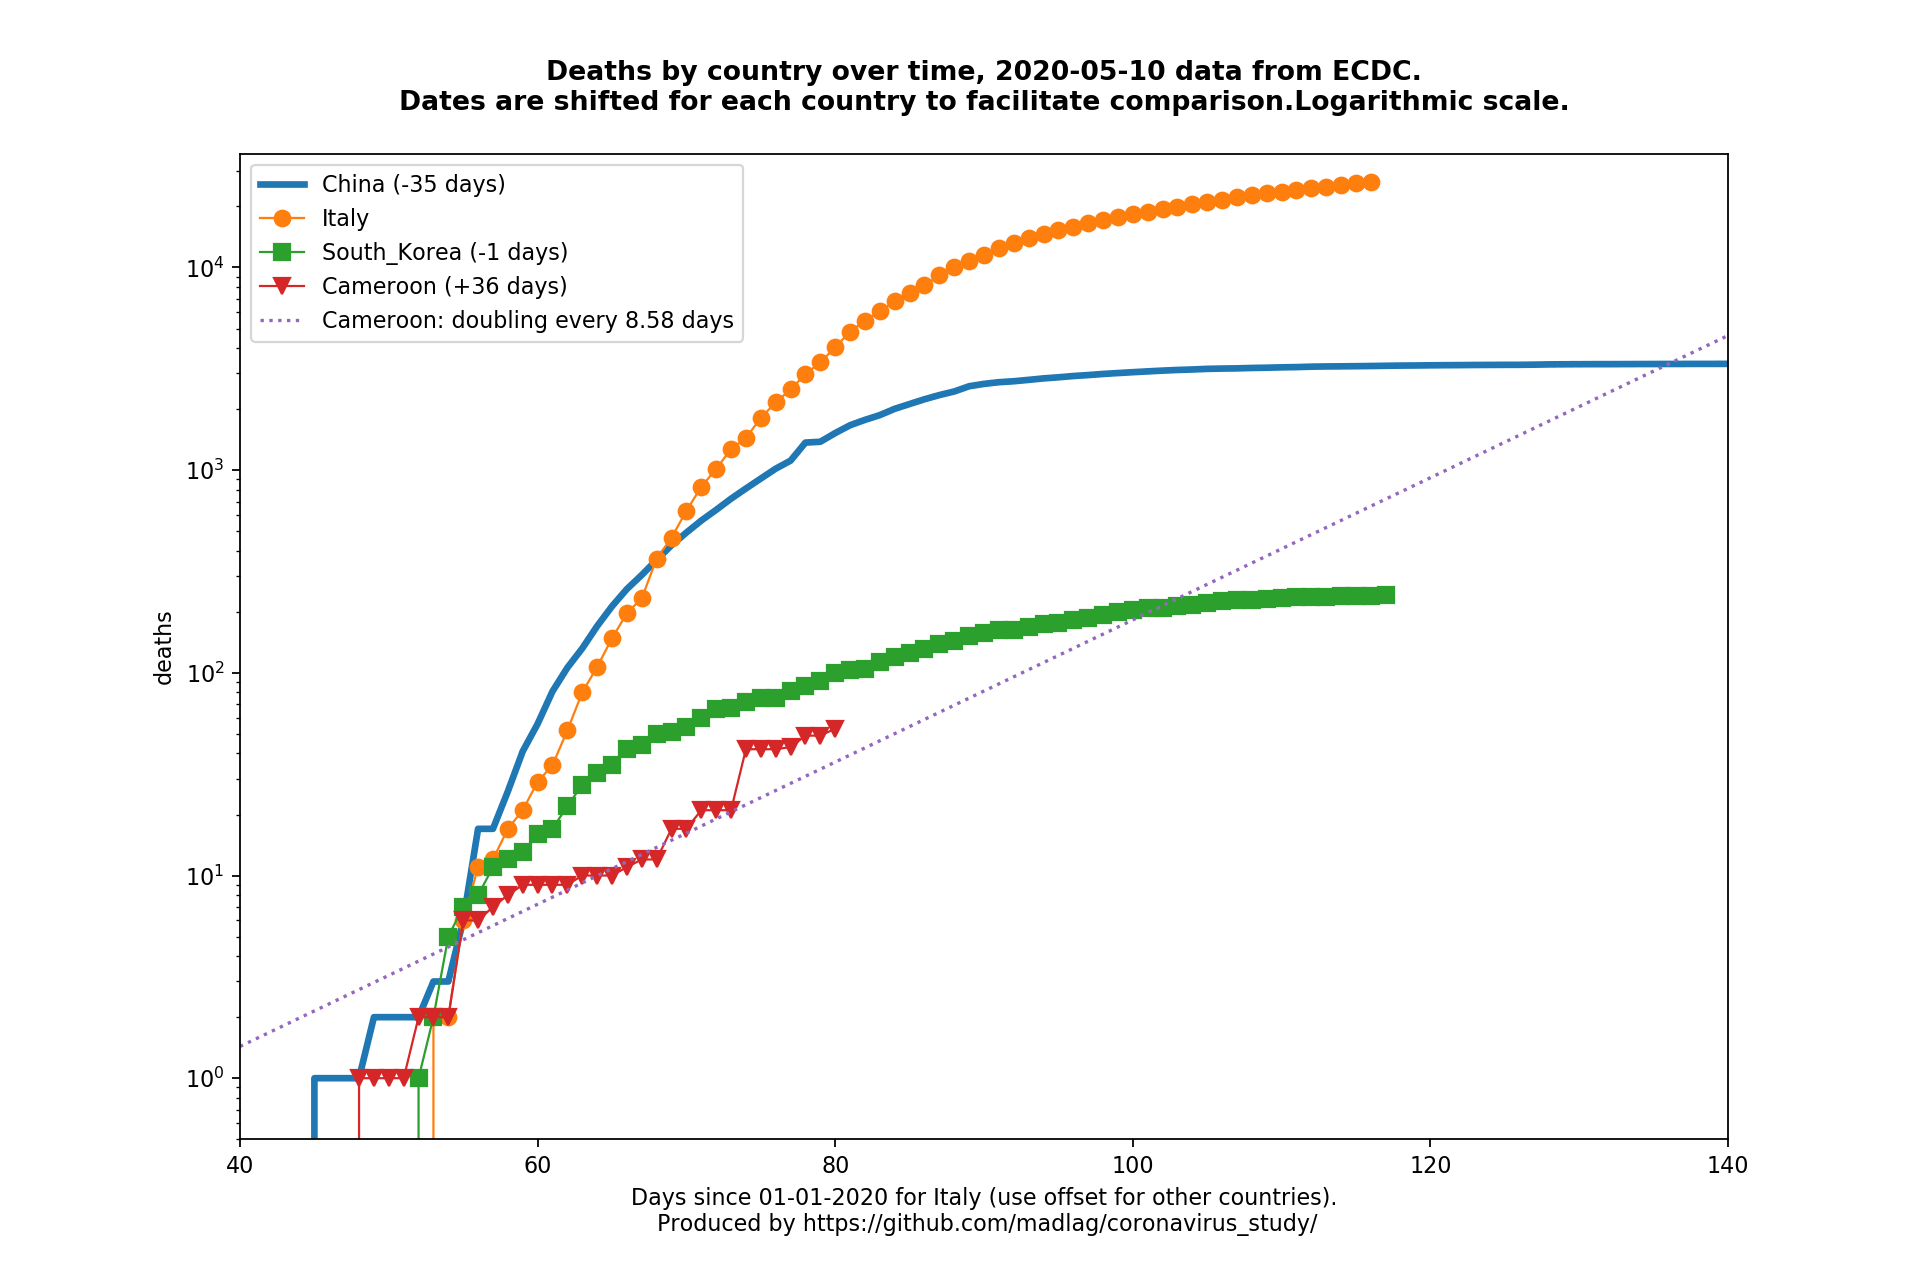 Deaths by country over time, 2020-05-10 data from ECDC.
Dates are shifted for each country to facilitate comparison.Logarithmic scale.
China (-35 days)
Italy
South_Korea (-1 days)
Cameroon (+36 days)
Cameroon: doubling every 8.58 days
deaths
10⁴
10³
10²
10¹
10⁰
40 60 80 100 120 140
Days since 01-01-2020 for Italy (use offset for other countries).
Produced by https://github.com/madlag/coronavirus_study/